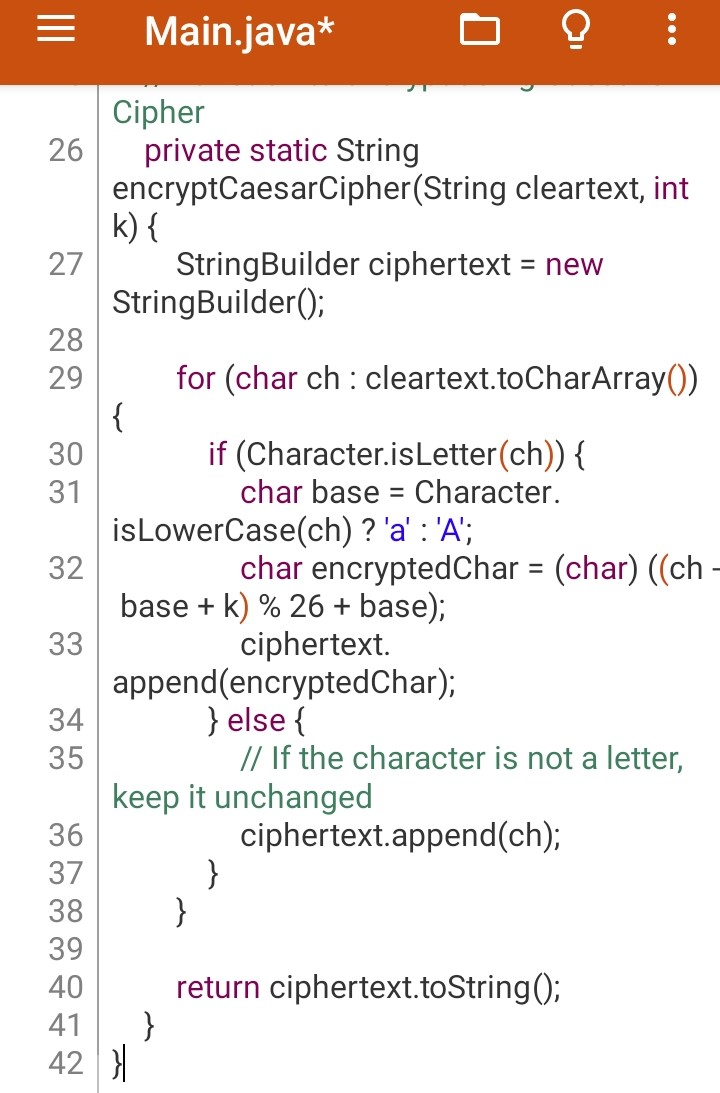 Main.java*
Cipher
26 private static String
encryptCaesarCipher(String cleartext, int
k) {
27 StringBuilder ciphertext = new
StringBuilder();
28
29 for (char ch : cleartext.toCharArray())
{
30 if (Character.isLetter(ch)) {
31 char base = Character.
isLowerCase(ch) ? 'a' : 'A';
32 char encryptedChar = (char) ((ch -
base + k) % 26 + base);
33 ciphertext.
append(encryptedChar);
34 } else {
35 // If the character is not a letter,
keep it unchanged
36 ciphertext.append(ch);
37 }
38 }
39
40 return ciphertext.toString();
41 }
42 }